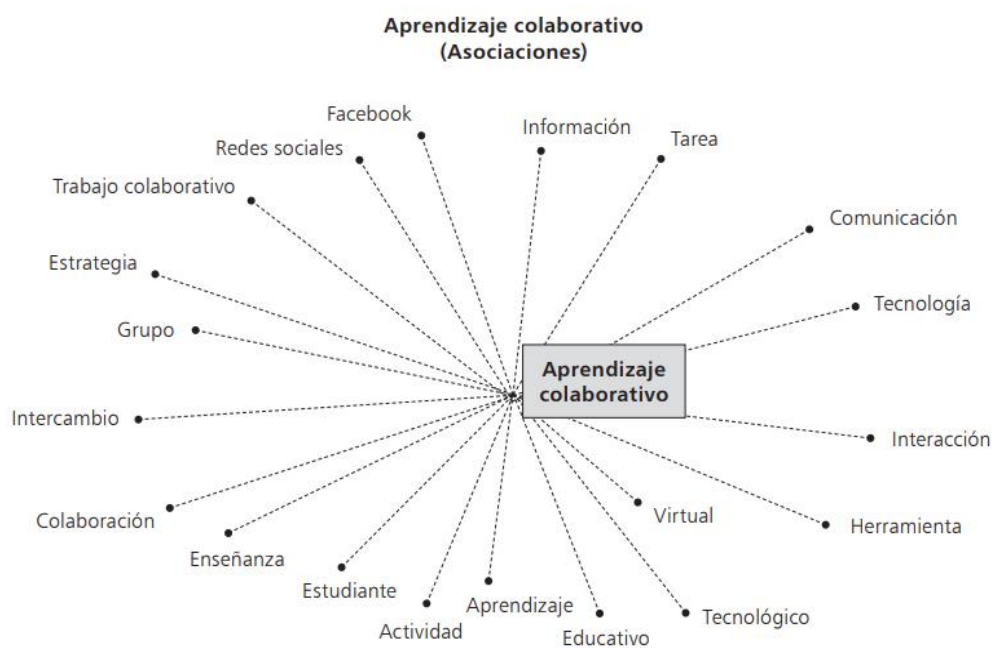 Aprendizaje colaborativo
(Asociaciones)
Facebook
Información
Tarea
Redes sociales
Trabajo colaborativo
Comunicación
Estrategia
Tecnología
Grupo
Aprendizaje
colaborativo
Intercambio
Interacción
Colaboración
Virtual
Herramienta
Enseñanza
Estudiante
Aprendizaje
Tecnológico
Actividad
Educativo